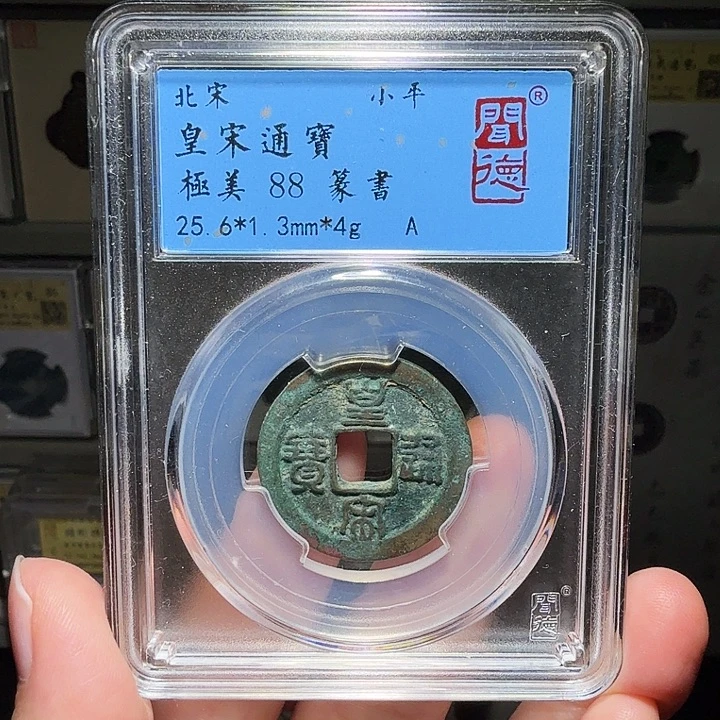 北宋 小平
皇宋通寶
極美 88 篆書
25.6*1.3mm*4g A
聞德
®
皇宋通寶
聞德
®